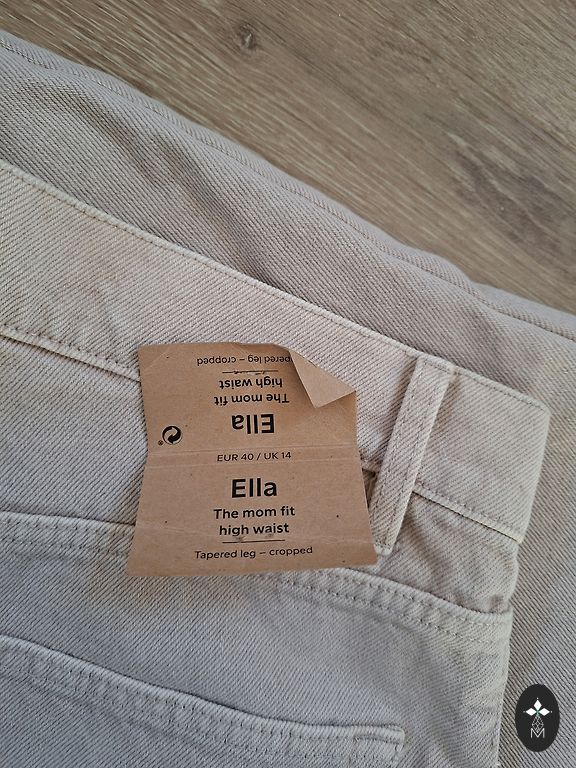 pered leg – cropped
high waist
The mom fit
Ella
EUR 40 / UK 14
Ella
The mom fit
high waist
Tapered leg – cropped
M